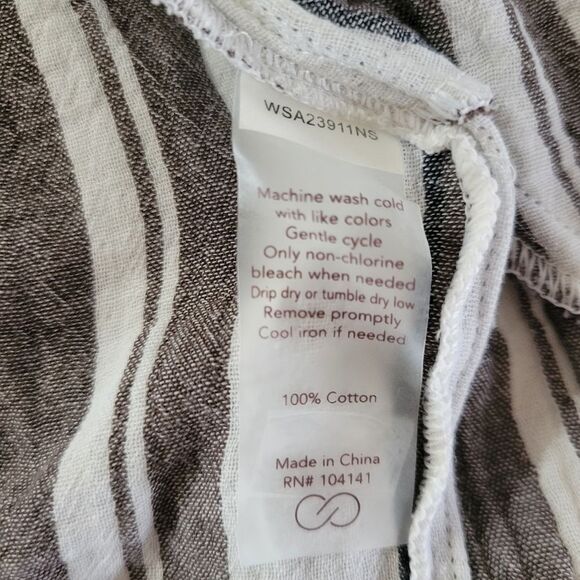 WSA23911NS
Machine wash cold
with like colors
Gentle cycle
Only non-chlorine
bleach when needed
Drip dry or tumble dry low
Remove promptly
Cool iron if needed
100% Cotton
Made in China
RN# 104141